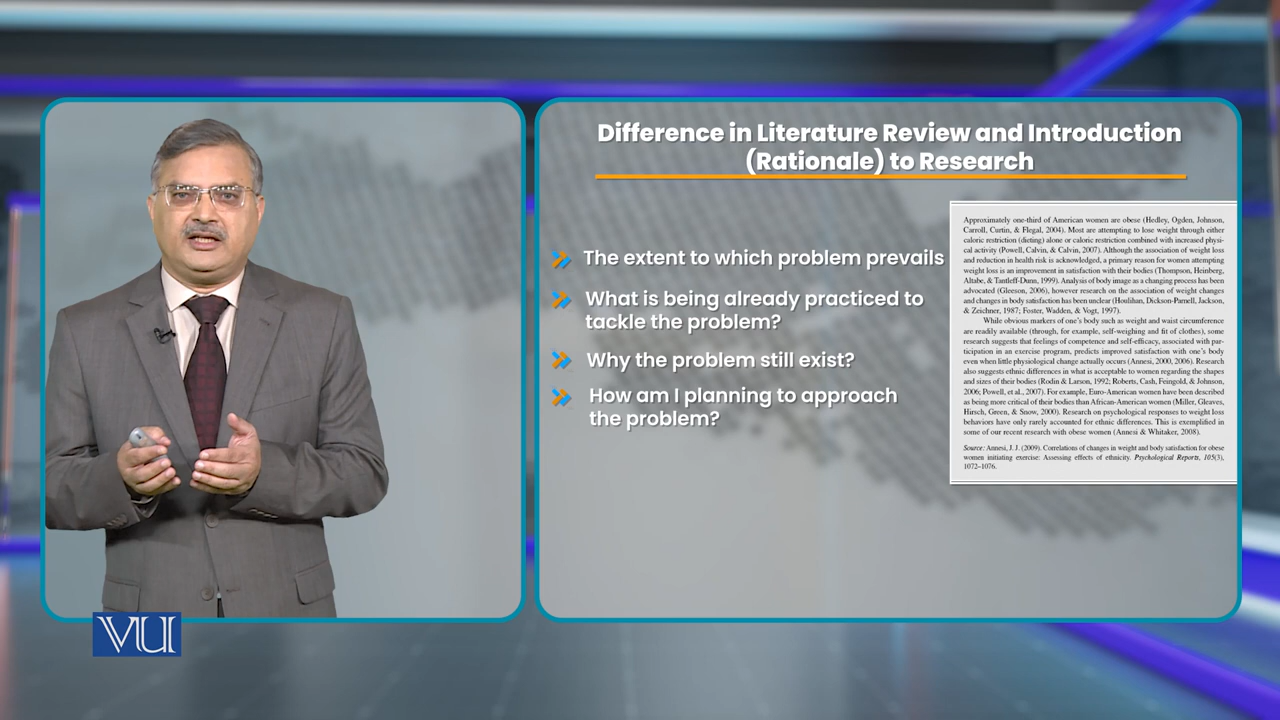 Difference in Literature Review and Introduction
(Rationale) to Research
The extent to which problem prevails
What is being already practiced to
tackle the problem?
Why the problem still exist?
How am I planning to approach
the problem?
Approximately one-third of American women are obese (Hedley, Ogden, Johnson,
Carroll, Curtin, & Flegal, 2004). Most are attempting to lose weight through either
caloric restriction (dieting) alone or caloric restriction combined with increased physi-
cal activity (Powell, Calvin, & Calvin, 2007). Although the association of weight loss
and reduction in health risk is acknowledged, a primary reason for women attempting
weight loss is an improvement in satisfaction with their bodies (Thompson, Heinberg,
Altabe, & Tantleff-Dunn, 1999). Analysis of body image as a changing process has been
advocated (Gleeson, 2006), however research on the association of weight changes
and changes in body satisfaction has been unclear (Houlihan, Dickson-Parnell, Jackson,
& Zeichner, 1987; Foster, Wadden, & Vogt, 1997).
While obvious markers of one's body such as weight and waist circumference
are readily available (through, for example, self-weighing and fit of clothes), some
research suggests that feelings of competence and self-efficacy, associated with par-
ticipation in an exercise program, predicts improved satisfaction with one's body
even when little physiological change actually occurs (Annesi, 2000, 2006). Research
also suggests ethnic differences in what is acceptable to women regarding the shapes
and sizes of their bodies (Rodin & Larson, 1992; Roberts, Cash, Feingold, & Johnson,
2006; Powell, et al., 2007). For example, Euro-American women have been described
as being more critical of their bodies than African-American women (Miller, Gleaves,
Hirsch, Green, & Snow, 2000). Research on psychological responses to weight loss
behaviors have only rarely accounted for ethnic differences. This is exemplified in
some of our recent research with obese women (Annesi & Whitaker, 2008).
Source: Annesi, J. J. (2009). Correlations of changes in weight and body satisfaction for obese
women initiating exercise: Assessing effects of ethnicity. Psychological Reports, 105(3),
1072–1076.
VU